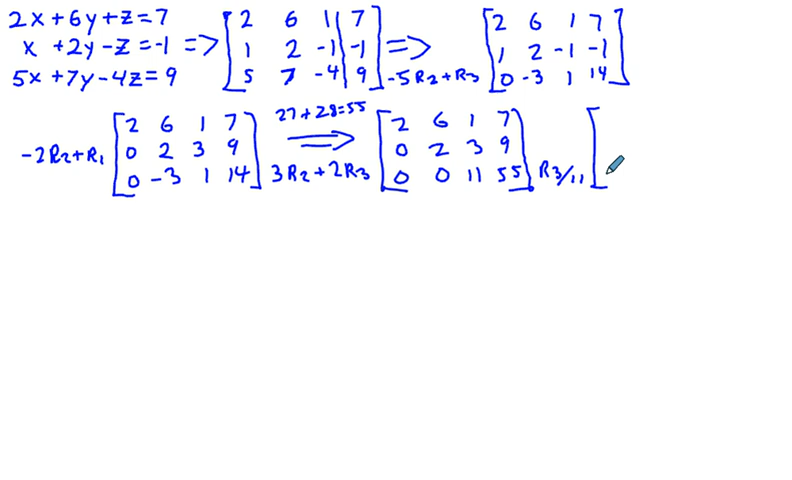 2x+6y+z=7 [2 6 1|7] [2 6 1 7]
x+2y-z=-1 => [1 2 -1|-1] => [1 2 -1 -1]
5x+7y-4z=9 [5 7 -4|9] -5R2+R3 [0 -3 1 14]
[2 6 1 7] 27+28=55 [2 6 1 7]
-2R2+R1 [0 2 3 9] => [0 2 3 9]
[0 -3 1 14] 3R2+2R3 [0 0 11 55] R3/11 [